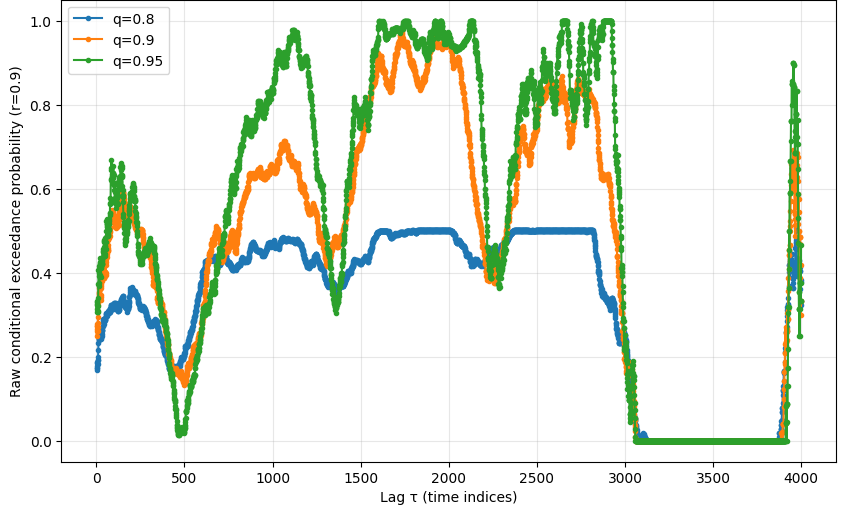 q=0.8
q=0.9
q=0.95
Raw conditional exceedance probability (r=0.9)
1.0
0.8
0.6
0.4
0.2
0.0
0 500 1000 1500 2000 2500 3000 3500 4000
Lag τ (time indices)